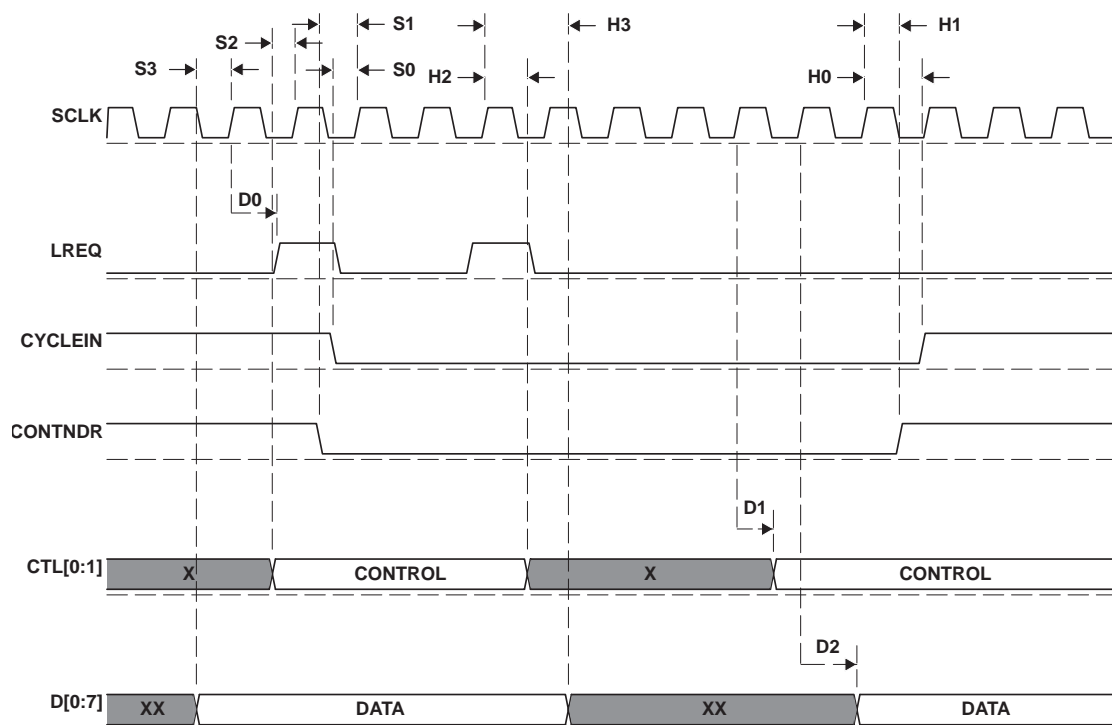 S1
H3
H1
S2
S3
S0
H2
H0
SCLK
D0
LREQ
CYCLEIN
CONTNDR
D1
CTL[0:1]
X
CONTROL
X
CONTROL
D2
D[0:7]
XX
DATA
XX
DATA